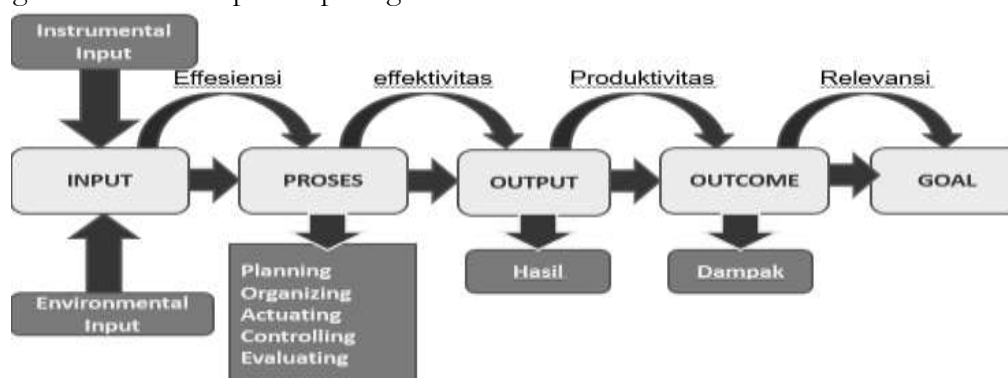 Instrumental
Input
Effesiensi
effektivitas
Produktivitas
Relevansi
INPUT
PROSES
OUTPUT
OUTCOME
GOAL
Planning
Organizing
Actuating
Controlling
Evaluating
Hasil
Dampak
Environmental
Input